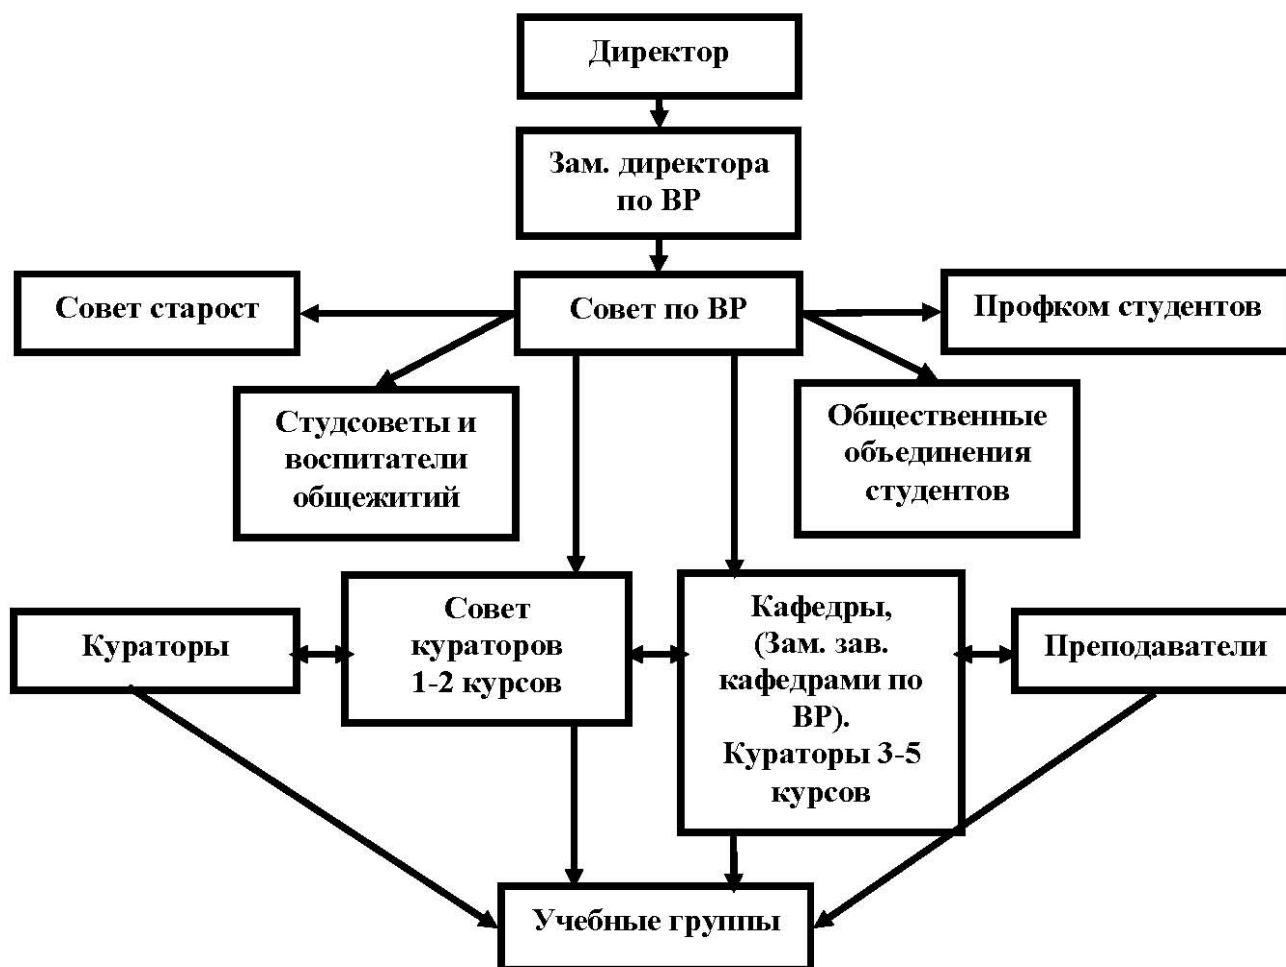 Директор
Зам. директора
по ВР
Совет старост
Совет по ВР
Профком студентов
Студсоветы и
воспитатели
общежитий
Общественные
объединения
студентов
Кураторы
Совет
кураторов
1-2 курсов
Кафедры,
(Зам. зав.
кафедрами по
ВР).
Кураторы 3-5
курсов
Преподаватели
Учебные группы